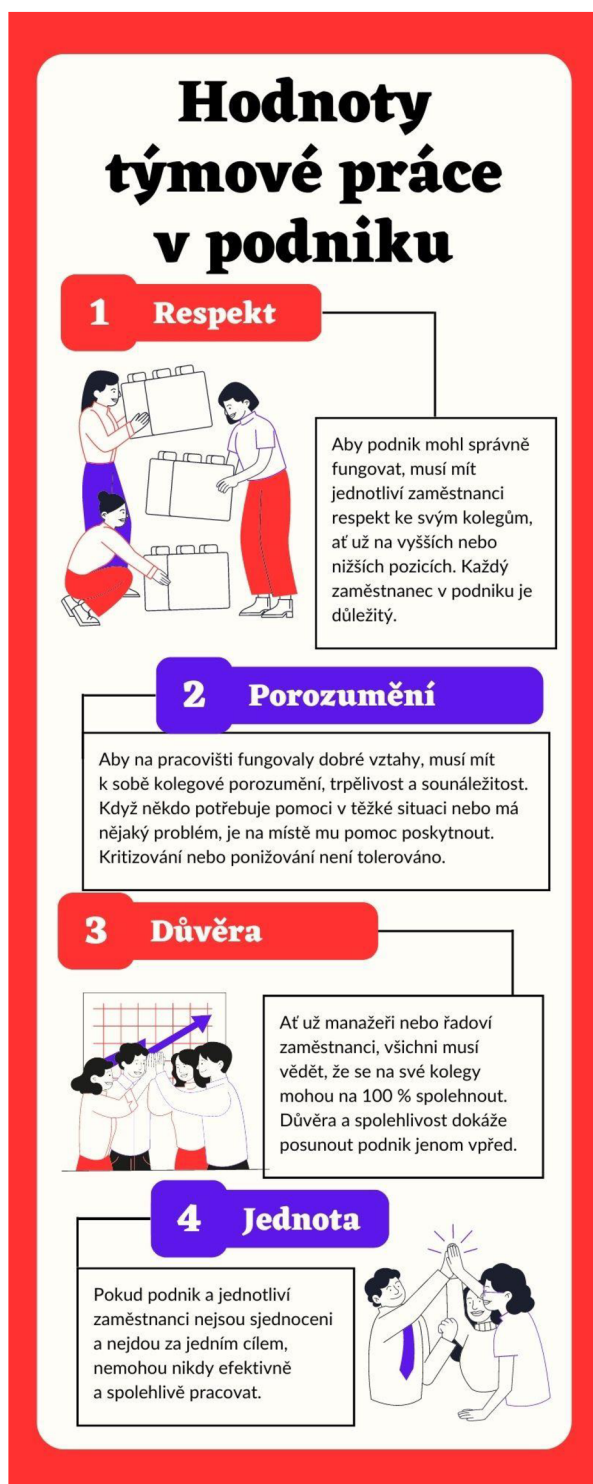 Hodnoty
týmové práce
v podniku
1 Respekt
Aby podnik mohl správně
fungovat, musí mít
jednotliví zaměstnanci
respekt ke svým kolegům,
ať už na vyšších nebo
nižších pozicích. Každý
zaměstnanec v podniku je
důležitý.
2 Porozumění
Aby na pracovišti fungovaly dobré vztahy, musí mít
k sobě kolegové porozumění, trpělivost a sounáležitost.
Když někdo potřebuje pomoci v těžké situaci nebo má
nějaký problém, je na místě mu pomoc poskytnout.
Kritizování nebo ponižování není tolerováno.
3 Důvěra
Ať už manažeři nebo řadoví
zaměstnanci, všichni musí
vědět, že se na své kolegy
mohou na 100 % spolehnout.
Důvěra a spolehlivost dokáže
posunout podnik jenom vpřed.
4 Jednota
Pokud podnik a jednotliví
zaměstnanci nejsou sjednoceni
a nejdou za jedním cílem,
nemohou nikdy efektivně
a spolehlivě pracovat.